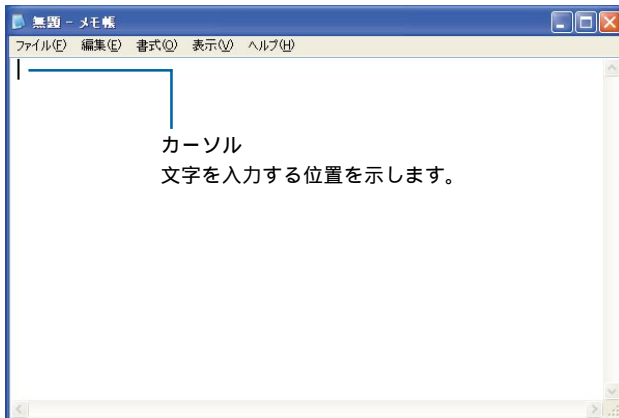 無題 - メモ帳
ファイル(F) 編集(E) 書式(O) 表示(V) ヘルプ(H)
カーソル
文字を入力する位置を示します。